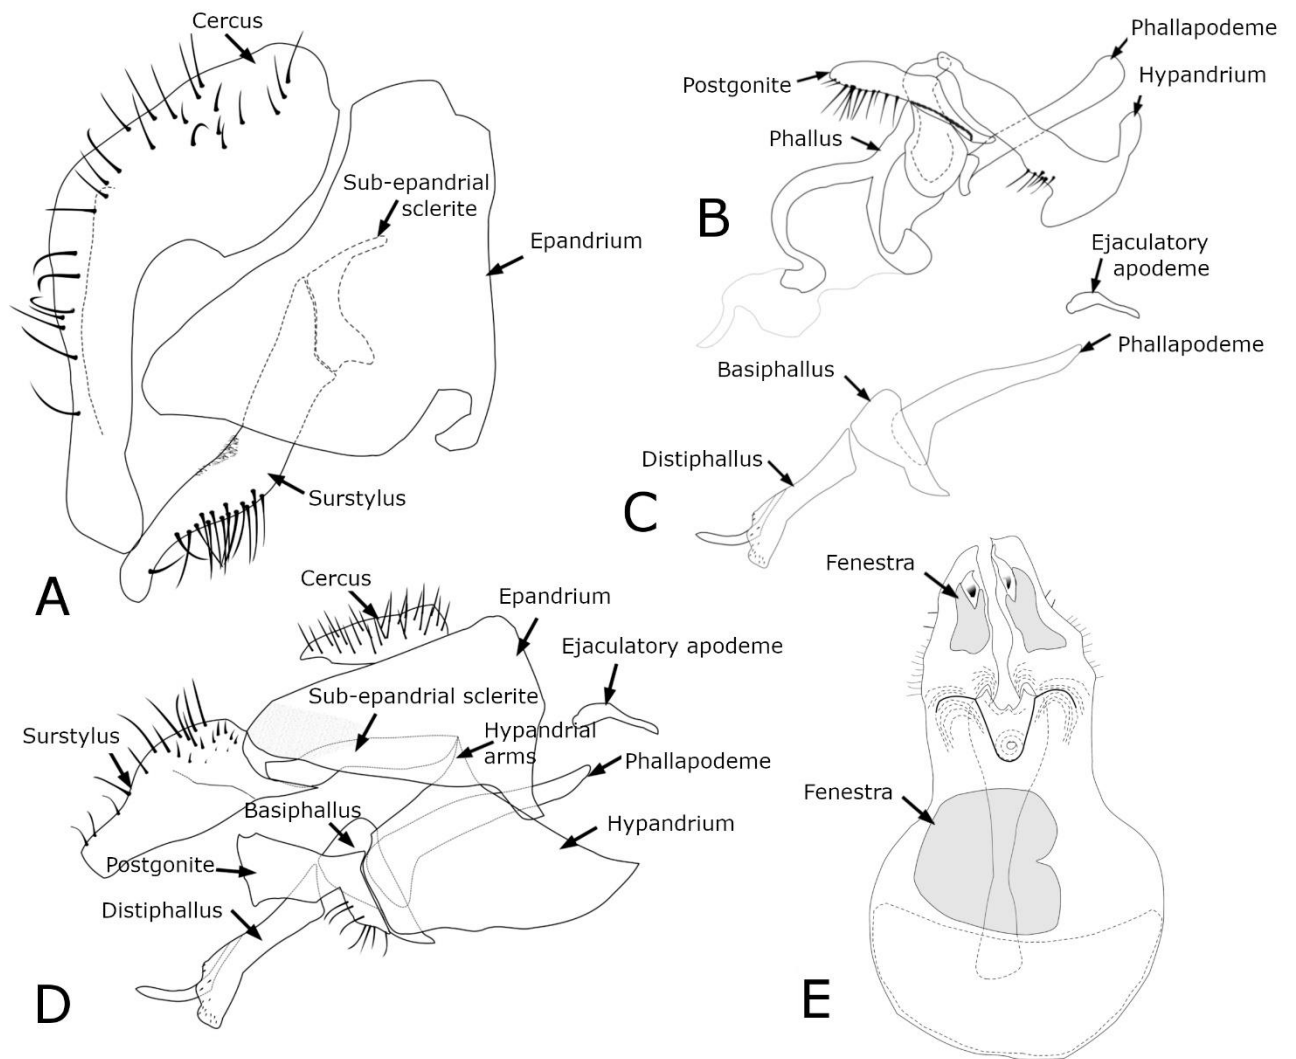 Cercus
Sub-epandrial
sclerite
Epandrium
Surstylus
A
Phallapodeme
Hypandrium
Postgonite
Phallus
B
Ejaculatory
apodeme
Phallapodeme
Basiphallus
Distiphallus
C
Cercus
Epandrium
Ejaculatory apodeme
Sub-epandrial sclerite
Surstylus
Hypandrial
arms
Phallapodeme
Basiphallus
Hypandrium
Postgonite
Distiphallus
D
Fenestra
Fenestra
E